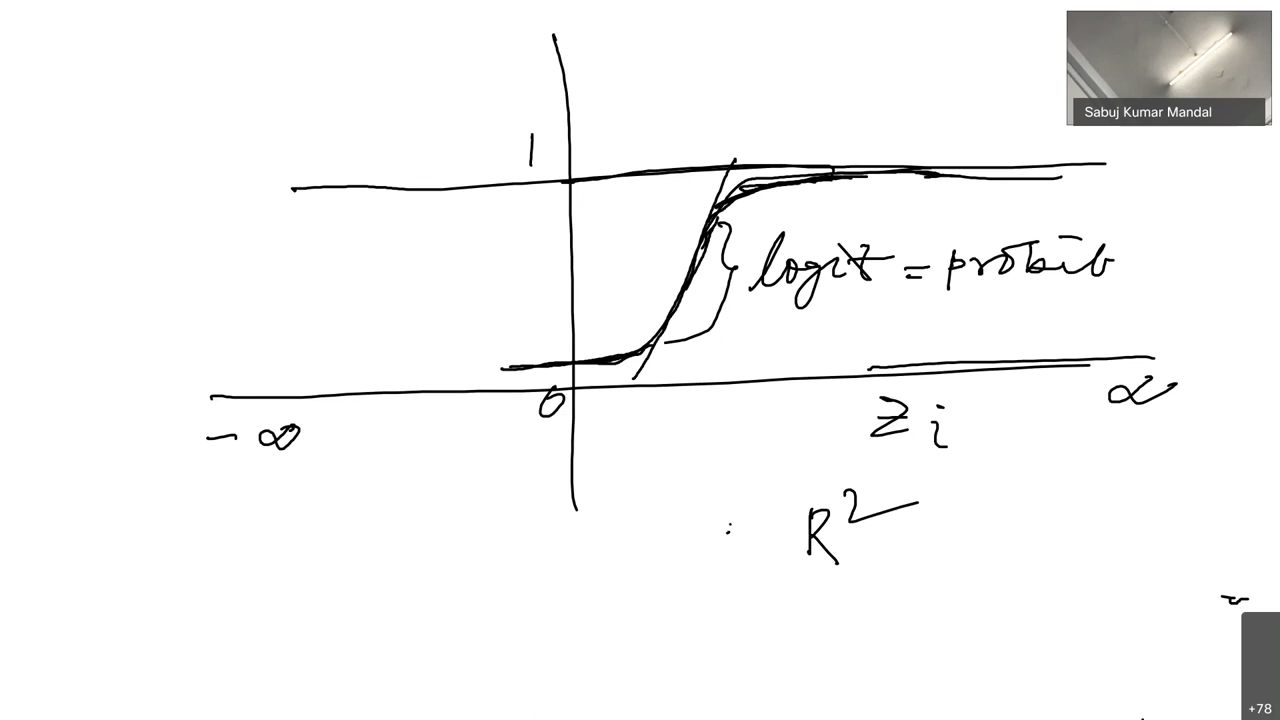 Sabuj Kumar Mandal
1
logit = probit
0
∞
- ∞
Zi
R²
+78